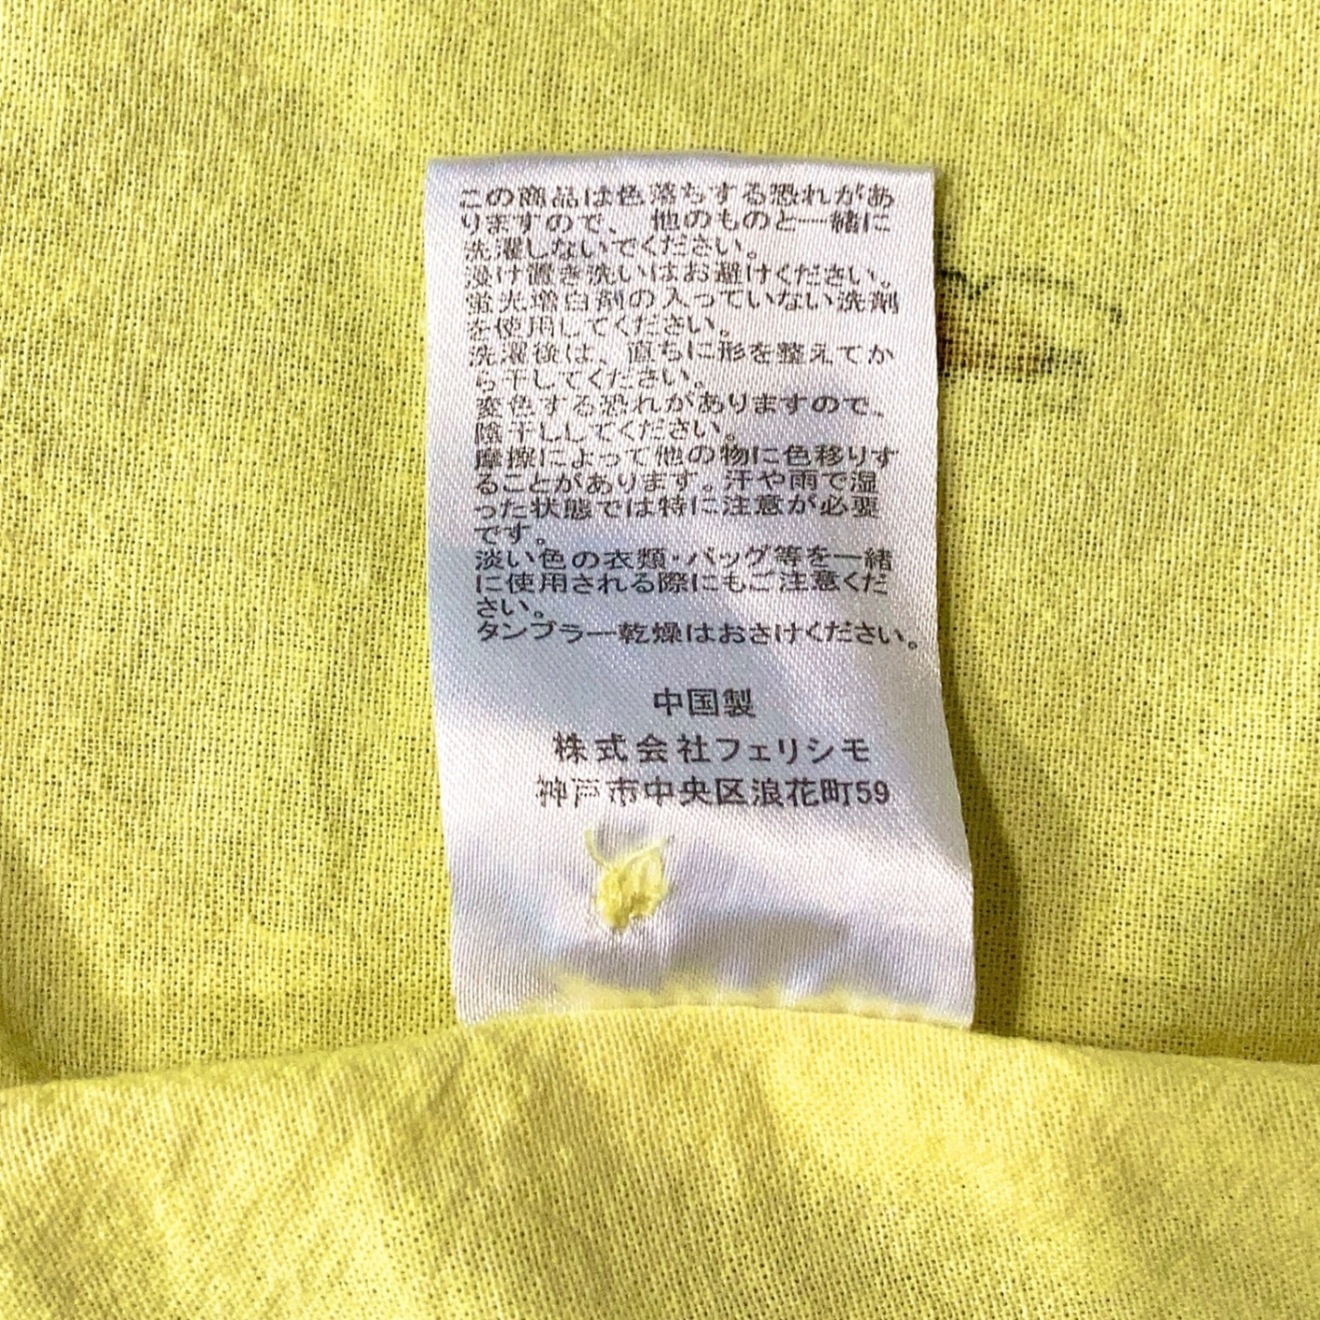 この商品は色落ちする恐れがあ
りますので、他のものと一緒に
洗濯しないでください。
浸け置き洗いはお避けください。
蛍光増白剤の入っていない洗剤
を使用してください。
洗濯後は、直ちに形を整えてか
ら干してください。
変色する恐れがありますので、
陰干ししてください。
摩擦によって他の物に色移りす
ることがあります。汗や雨で湿
った状態では特に注意が必要
です。
淡い色の衣類・バッグ等を一緒
に使用される際にもご注意くだ
さい。
タンブラー乾燥はおさけください。
中国製
株式会社フェリシモ
神戸市中央区浪花町59